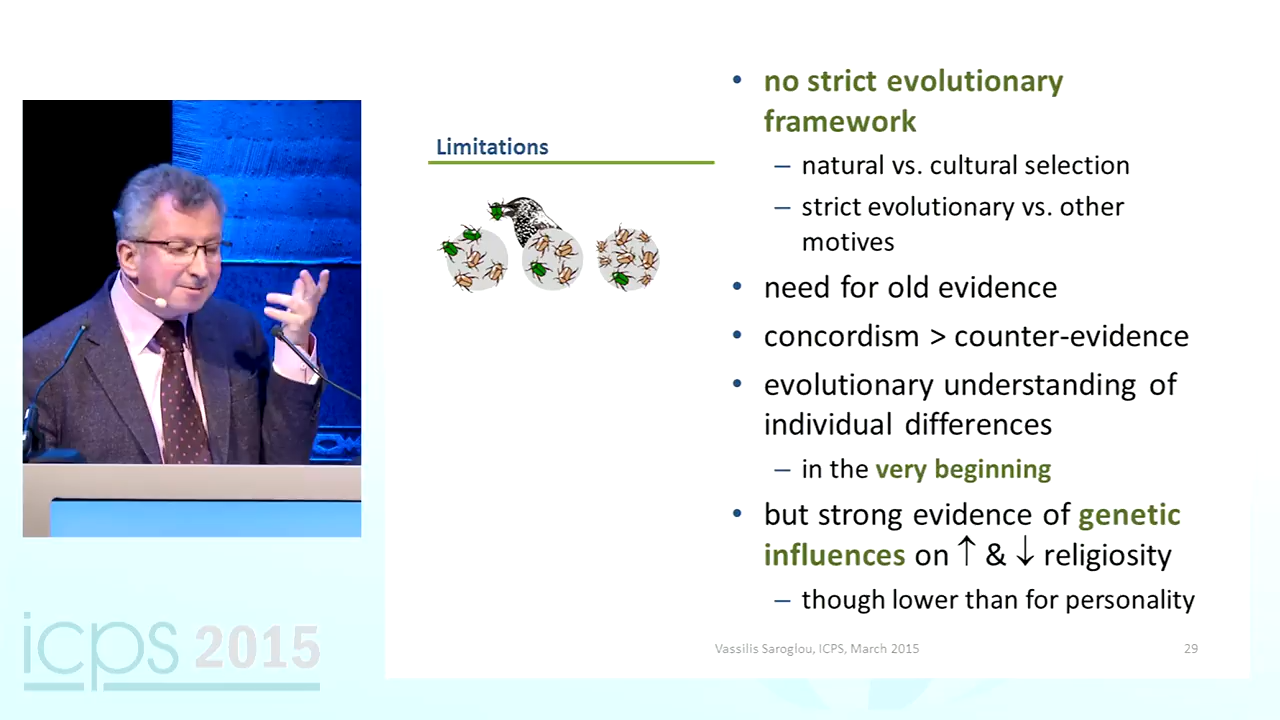 Limitations
• no strict evolutionary
framework
– natural vs. cultural selection
– strict evolutionary vs. other
motives
• need for old evidence
• concordism > counter-evidence
• evolutionary understanding of
individual differences
– in the very beginning
• but strong evidence of genetic
influences on ↑ & ↓ religiosity
– though lower than for personality
Vassilis Saroglou, ICPS, March 2015
29
icps 2015